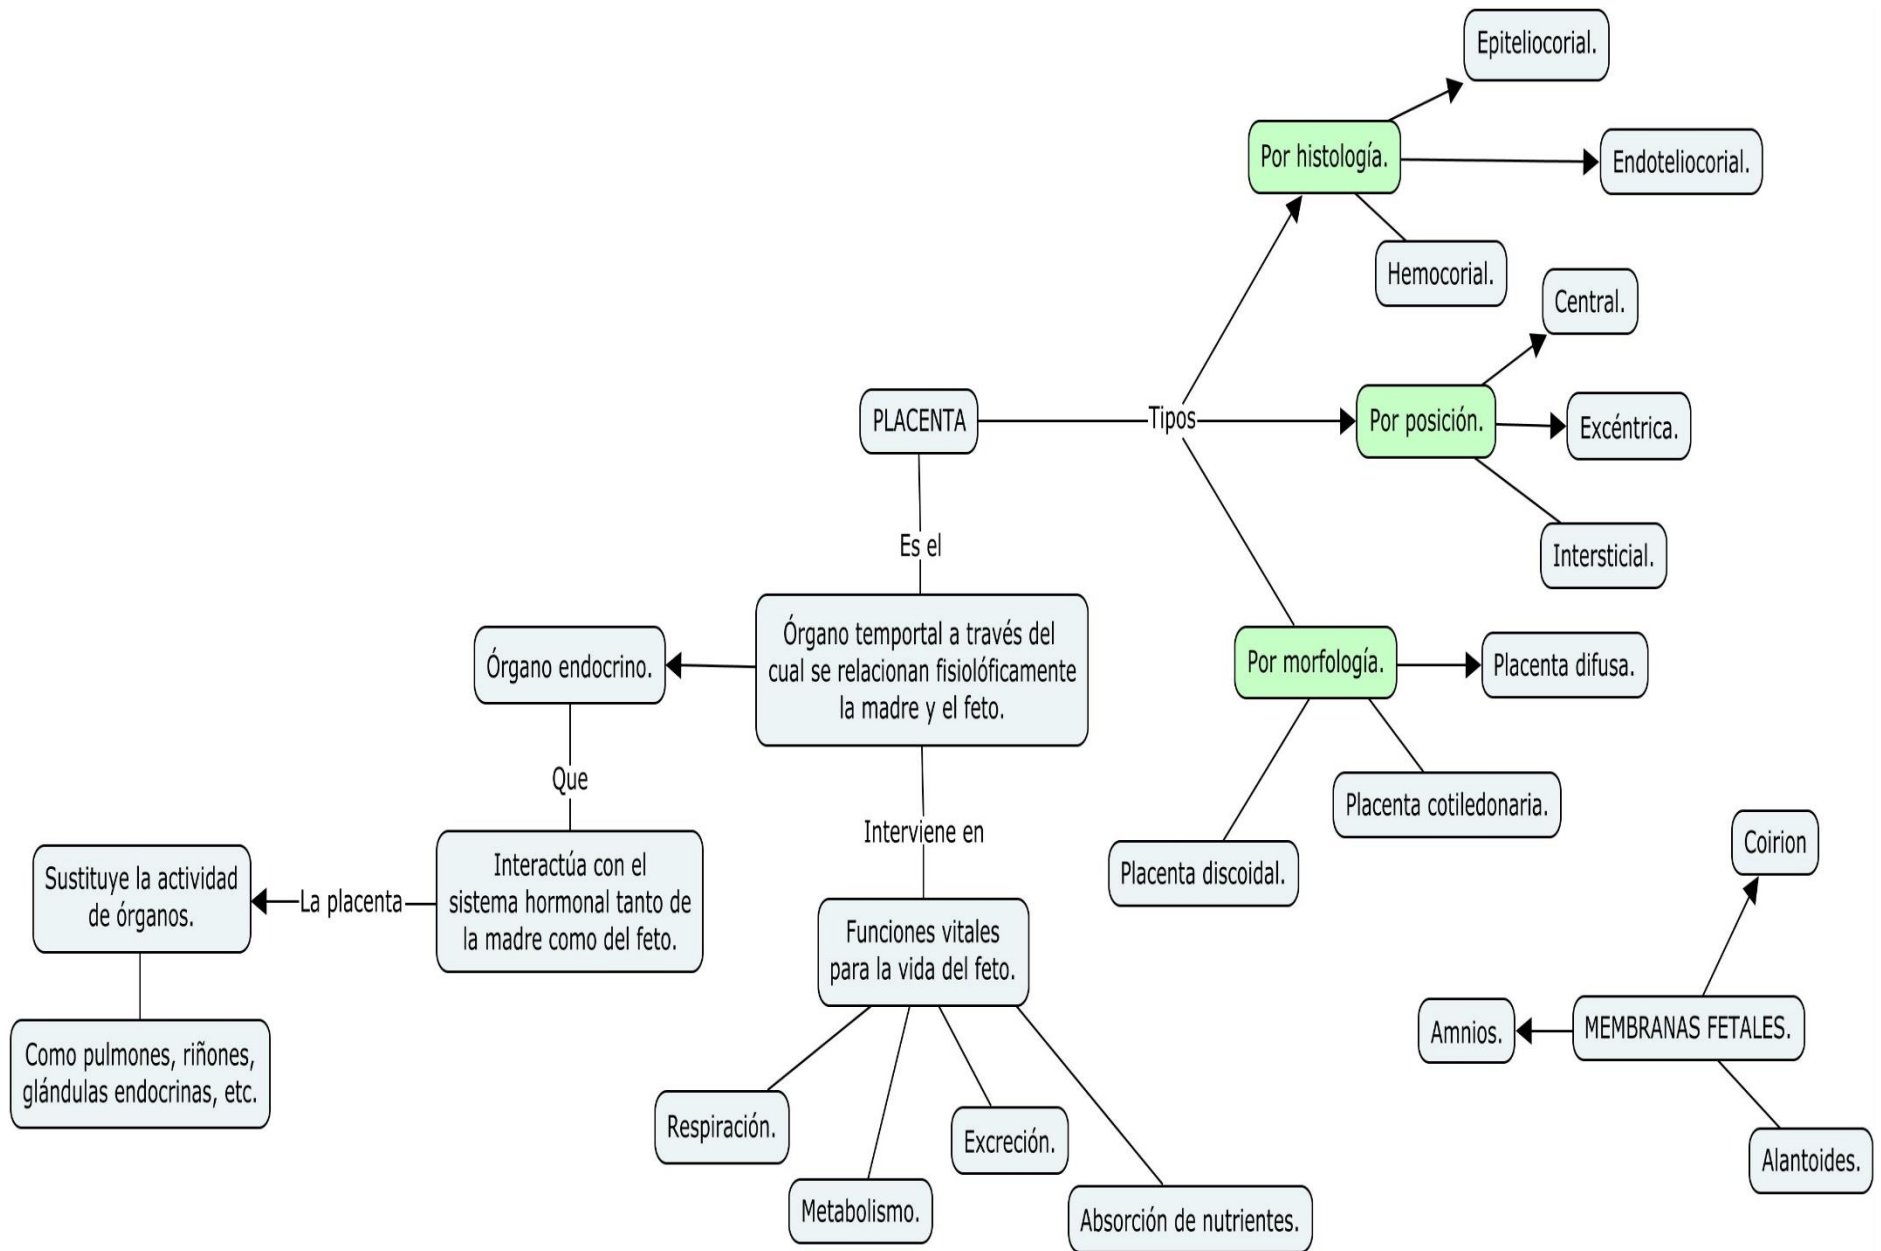 Epiteliocorial.
Por histología.
Endoteliocorial.
Hemocorial.
Central.
PLACENTA
Tipos
Por posición.
Excéntrica.
Intersticial.
Es el
Órgano temportal a través del
cual se relacionan fisiolóficamente
la madre y el feto.
Órgano endocrino.
Por morfología.
Placenta difusa.
Placenta cotiledonaria.
Placenta discoidal.
Que
Interactúa con el
sistema hormonal tanto de
la madre como del feto.
La placenta
Sustituye la actividad
de órganos.
Como pulmones, riñones,
glándulas endocrinas, etc.
Interviene en
Funciones vitales
para la vida del feto.
Respiración.
Metabolismo.
Excreción.
Absorción de nutrientes.
Coirion
Amnios.
MEMBRANAS FETALES.
Alantoides.